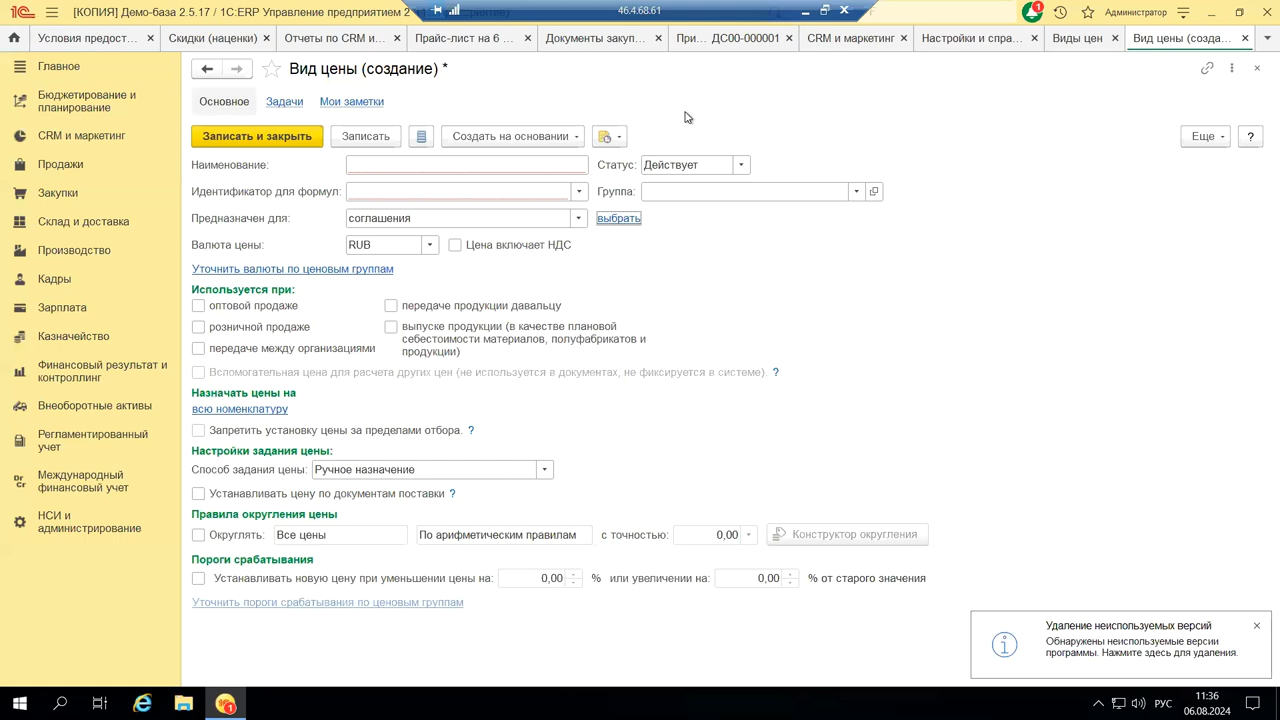 [КОПИЯ] Демо-база 2.5.17 / 1С:ERP Управление предприятием 2
46.4.68.61
1
Администратор
Условия предост...
Скидки (наценки)
Отчеты по CRM и...
Прайс-лист на 6 ...
Документы закуп...
При... ДС00-000001
CRM и маркетинг
Настройки и спра...
Виды цен
Вид цены (созда...
Главное
Бюджетирование и
планирование
CRM и маркетинг
Продажи
Закупки
Склад и доставка
Производство
Кадры
Зарплата
Казначейство
Финансовый результат и
контроллинг
Внеоборотные активы
Регламентированный
учет
Международный
финансовый учет
НСИ и
администрирование
Вид цены (создание) *
Основное Задачи Мои заметки
Записать и закрыть Записать Создать на основании Еще ?
Наименование: Статус: Действует
Идентификатор для формул: Группа:
Предназначен для: соглашения выбрать
Валюта цены: RUB Цена включает НДС
Уточнить валюты по ценовым группам
Используется при:
оптовой продаже передаче продукции давальцу
розничной продаже выпуске продукции (в качестве плановой
себестоимости материалов, полуфабрикатов и
передаче между организациями продукции)
Вспомогательная цена для расчета других цен (не используется в документах, не фиксируется в системе). ?
Назначать цены на
всю номенклатуру
Запретить установку цены за пределами отбора. ?
Настройки задания цены:
Способ задания цены: Ручное назначение
Устанавливать цену по документам поставки ?
Правила округления цены
Округлять: Все цены По арифметическим правилам с точностью: 0,00 Конструктор округления
Пороги срабатывания
Устанавливать новую цену при уменьшении цены на: 0,00 % или увеличении на: 0,00 % от старого значения
Уточнить пороги срабатывания по ценовым группам
Удаление неиспользуемых версий
Обнаружены неиспользуемые версии
программы. Нажмите здесь для удаления.
1
РУС
11:36
06.08.2024